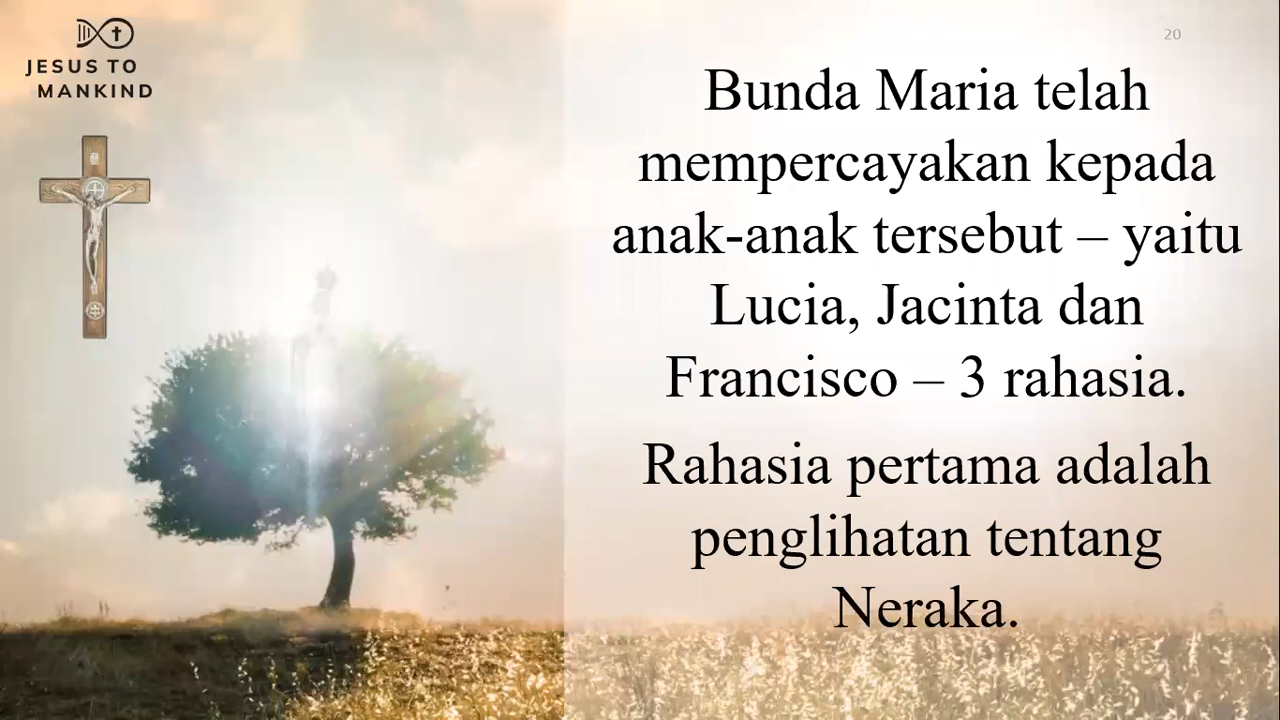 JESUS TO
MANKIND
20
Bunda Maria telah
mempercayakan kepada
anak-anak tersebut – yaitu
Lucia, Jacinta dan
Francisco – 3 rahasia.
Rahasia pertama adalah
penglihatan tentang
Neraka.